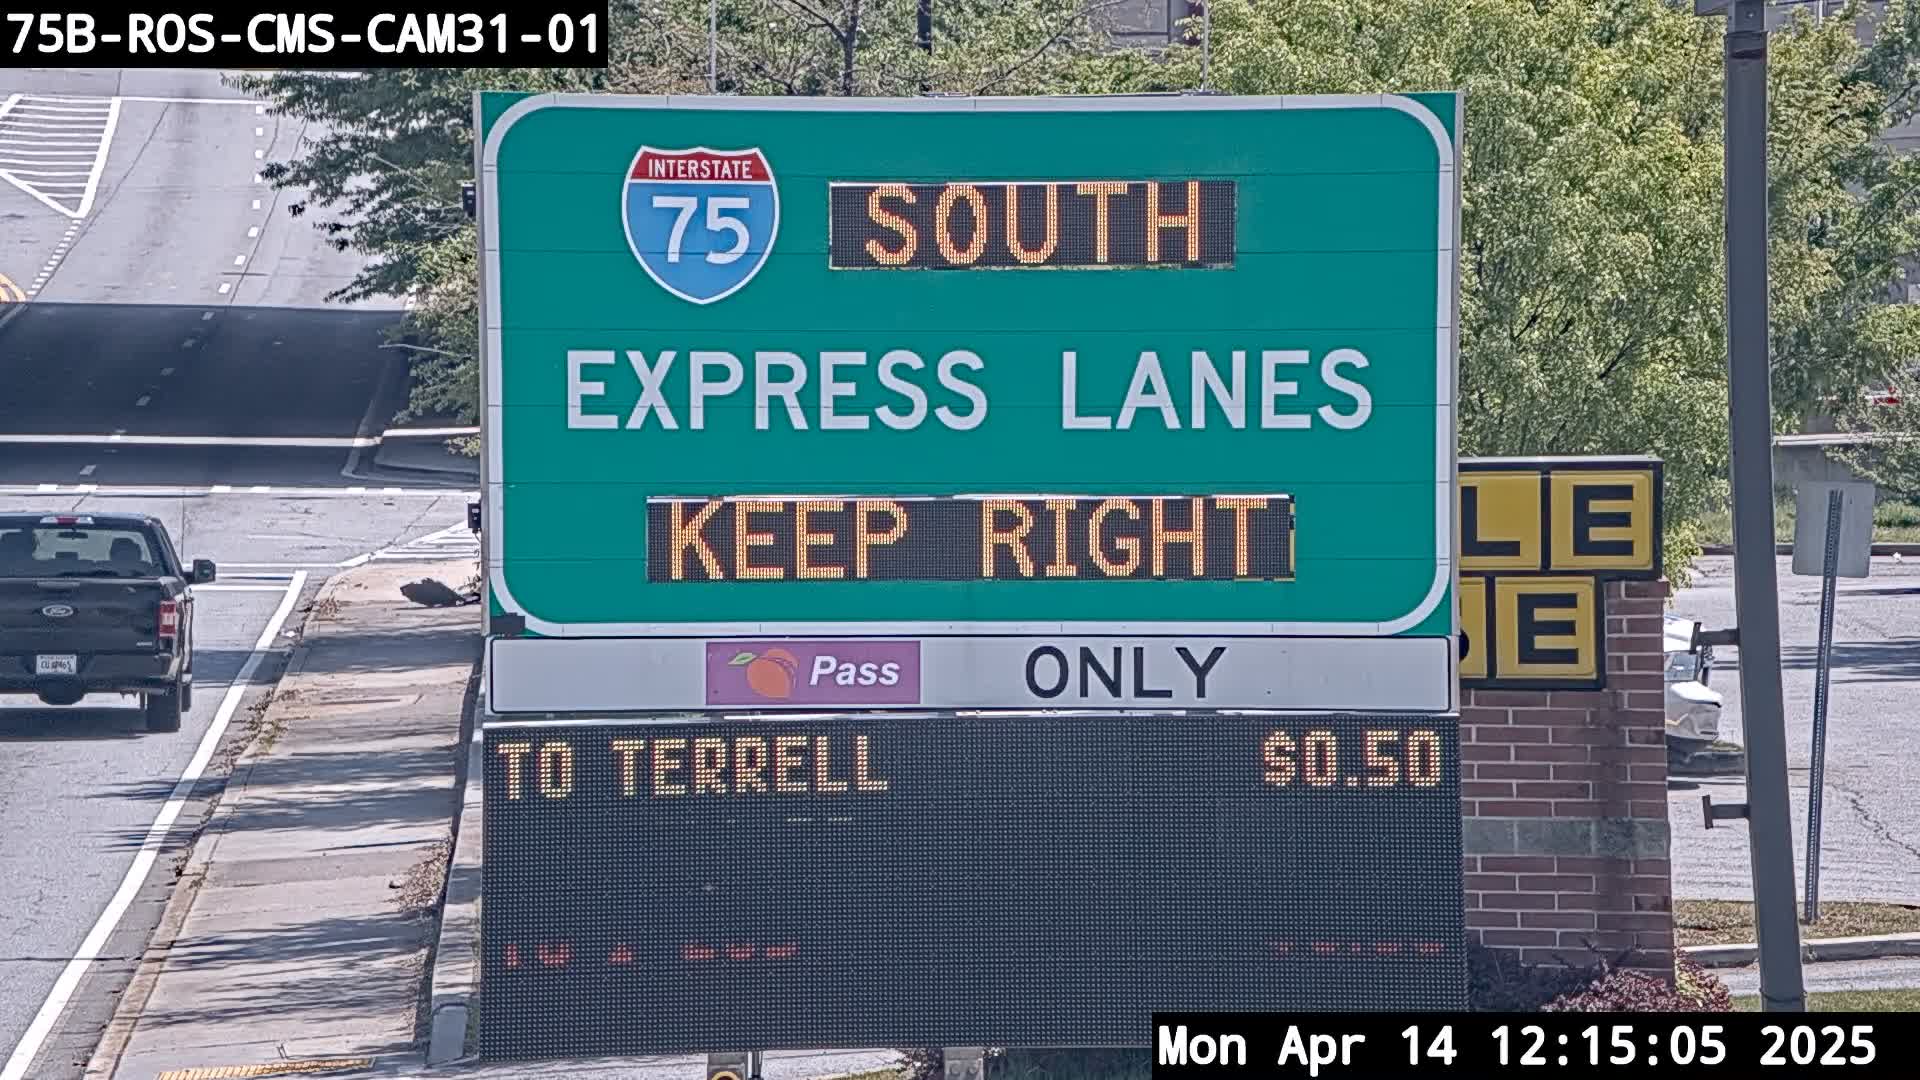 75B-ROS-CMS-CAM31-01
INTERSTATE
75
SOUTH
EXPRESS LANES
KEEP RIGHT
Pass ONLY
TO TERRELL $0.50
LE
E
Ford
Mon Apr 14 12:15:05 2025